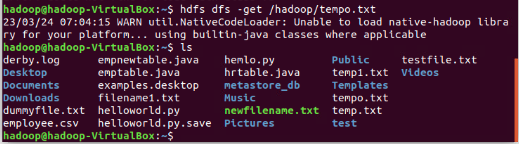 hadoop@hadoop-VirtualBox:~$ hdfs dfs -get /hadoop/tempo.txt
23/03/24 07:04:15 WARN util.NativeCodeLoader: Unable to load native-hadoop libra
ry for your platform... using builtin-java classes where applicable
hadoop@hadoop-VirtualBox:~$ ls
derby.log empnewtable.java hemlo.py Public testfile.txt
Desktop emptable.java hrtable.java temp1.txt Videos
Documents examples.desktop metastore_db Templates
Downloads filename1.txt Music tempo.txt
dummyfile.txt helloworld.py newfilename.txt temp.txt
employee.csv helloworld.py.save Pictures test
hadoop@hadoop-VirtualBox:~$